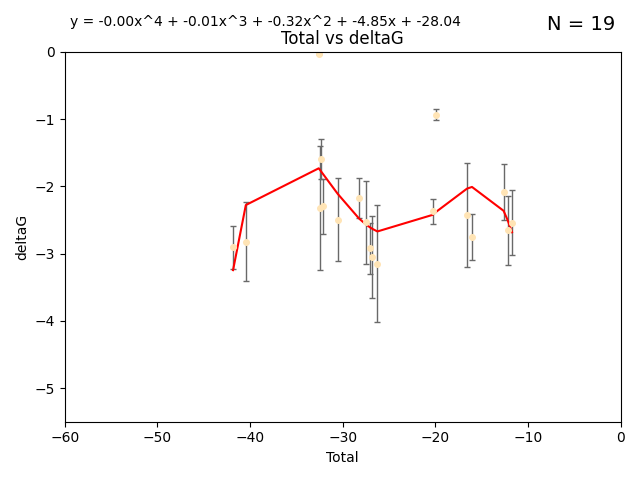 y = -0.00x^4 + -0.01x^3 + -0.32x^2 + -4.85x + -28.04
N = 19
Total vs deltaG
0
−1
−2
−3
−4
−5
deltaG
−60 −50 −40 −30 −20 −10 0
Total